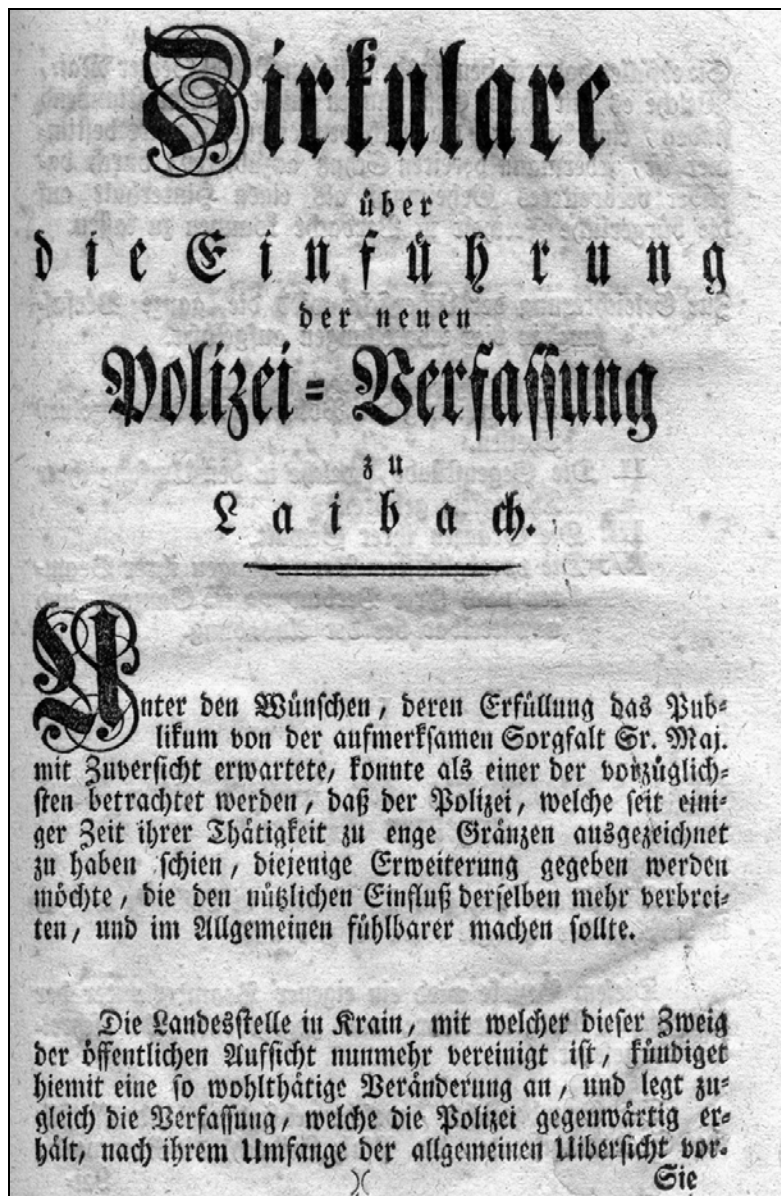 Zirkulare
über
die Einführung
der neuen
Polizei= Verfassung
zu
Laibach.
Unter den Wünschen, deren Erfüllung das Pub=
likum von der aufmerksamen Sorgfalt Sr. Maj.
mit Zuversicht erwartete, konnte als einer der vorzüglich=
sten betrachtet werden, daß der Polizei, welche seit eini=
ger Zeit ihrer Thätigkeit zu enge Gränzen ausgezeichnet
zu haben schien, diejenige Erweiterung gegeben werden
möchte, die den nützlichen Einfluß derselben mehr verbrei=
ten, und im Allgemeinen fühlbarer machen sollte.
Die Landesstelle in Krain, mit welcher dieser Zweig
der öffentlichen Aufsicht nunmehr vereinigt ist, kündiget
hiemit eine so wohlthätige Veränderung an, und legt zu=
gleich die Verfassung, welche die Polizei gegenwärtig er=
hält, nach ihrem Umfange der allgemeinen Uibersicht vor.
)( Sie